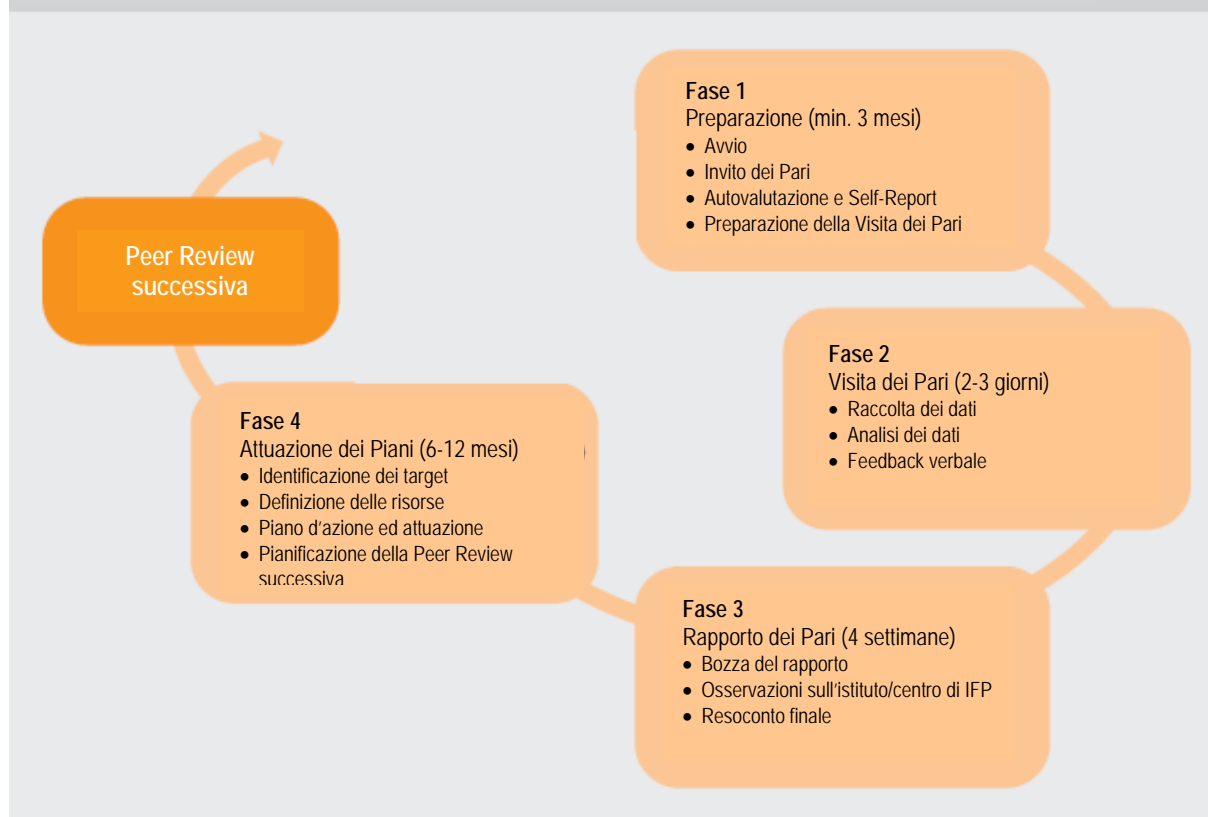 Fase 1
Preparazione (min. 3 mesi)
• Avvio
• Invito dei Pari
• Autovalutazione e Self-Report
• Preparazione della Visita dei Pari
Peer Review
successiva
Fase 2
Visita dei Pari (2-3 giorni)
• Raccolta dei dati
• Analisi dei dati
• Feedback verbale
Fase 4
Attuazione dei Piani (6-12 mesi)
• Identificazione dei target
• Definizione delle risorse
• Piano d'azione ed attuazione
• Pianificazione della Peer Review
successiva
Fase 3
Rapporto dei Pari (4 settimane)
• Bozza del rapporto
• Osservazioni sull'istituto/centro di IFP
• Resoconto finale